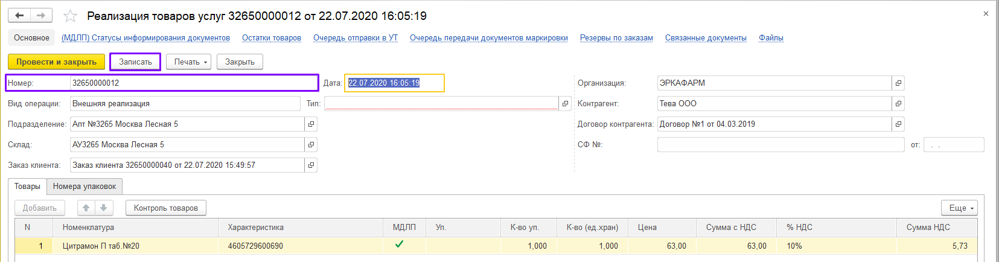 Реализация товаров услуг 32650000012 от 22.07.2020 16:05:19
Основное (МДЛП) Статусы информирования документов Остатки товаров Очередь отправки в УТ Очередь передачи документов маркировки Резервы по заказам Связанные документы Файлы
Провести и закрыть Записать Печать Закрыть
Номер: 32650000012 Дата: 22.07.2020 16:05:19 Организация: ЭРКАФАРМ
Вид операции: Внешняя реализация Тип: Контрагент: Тева ООО
Подразделение: Апт №3265 Москва Лесная 5 Договор контрагента: Договор №1 от 04.03.2019
Склад: АУ3265 Москва Лесная 5 СФ №: от: . .
Заказ клиента: Заказ клиента 32650000040 от 22.07.2020 15:49:57
Товары Номера упаковок
Добавить Контроль товаров Еще
N Номенклатура Характеристика МДЛП Уп. К-во уп. К-во (ед.хран) Цена Сумма с НДС % НДС Сумма НДС
1 Цитрамон П таб.№20 4605729600690 1,000 1,000 63,00 63,00 10% 5,73